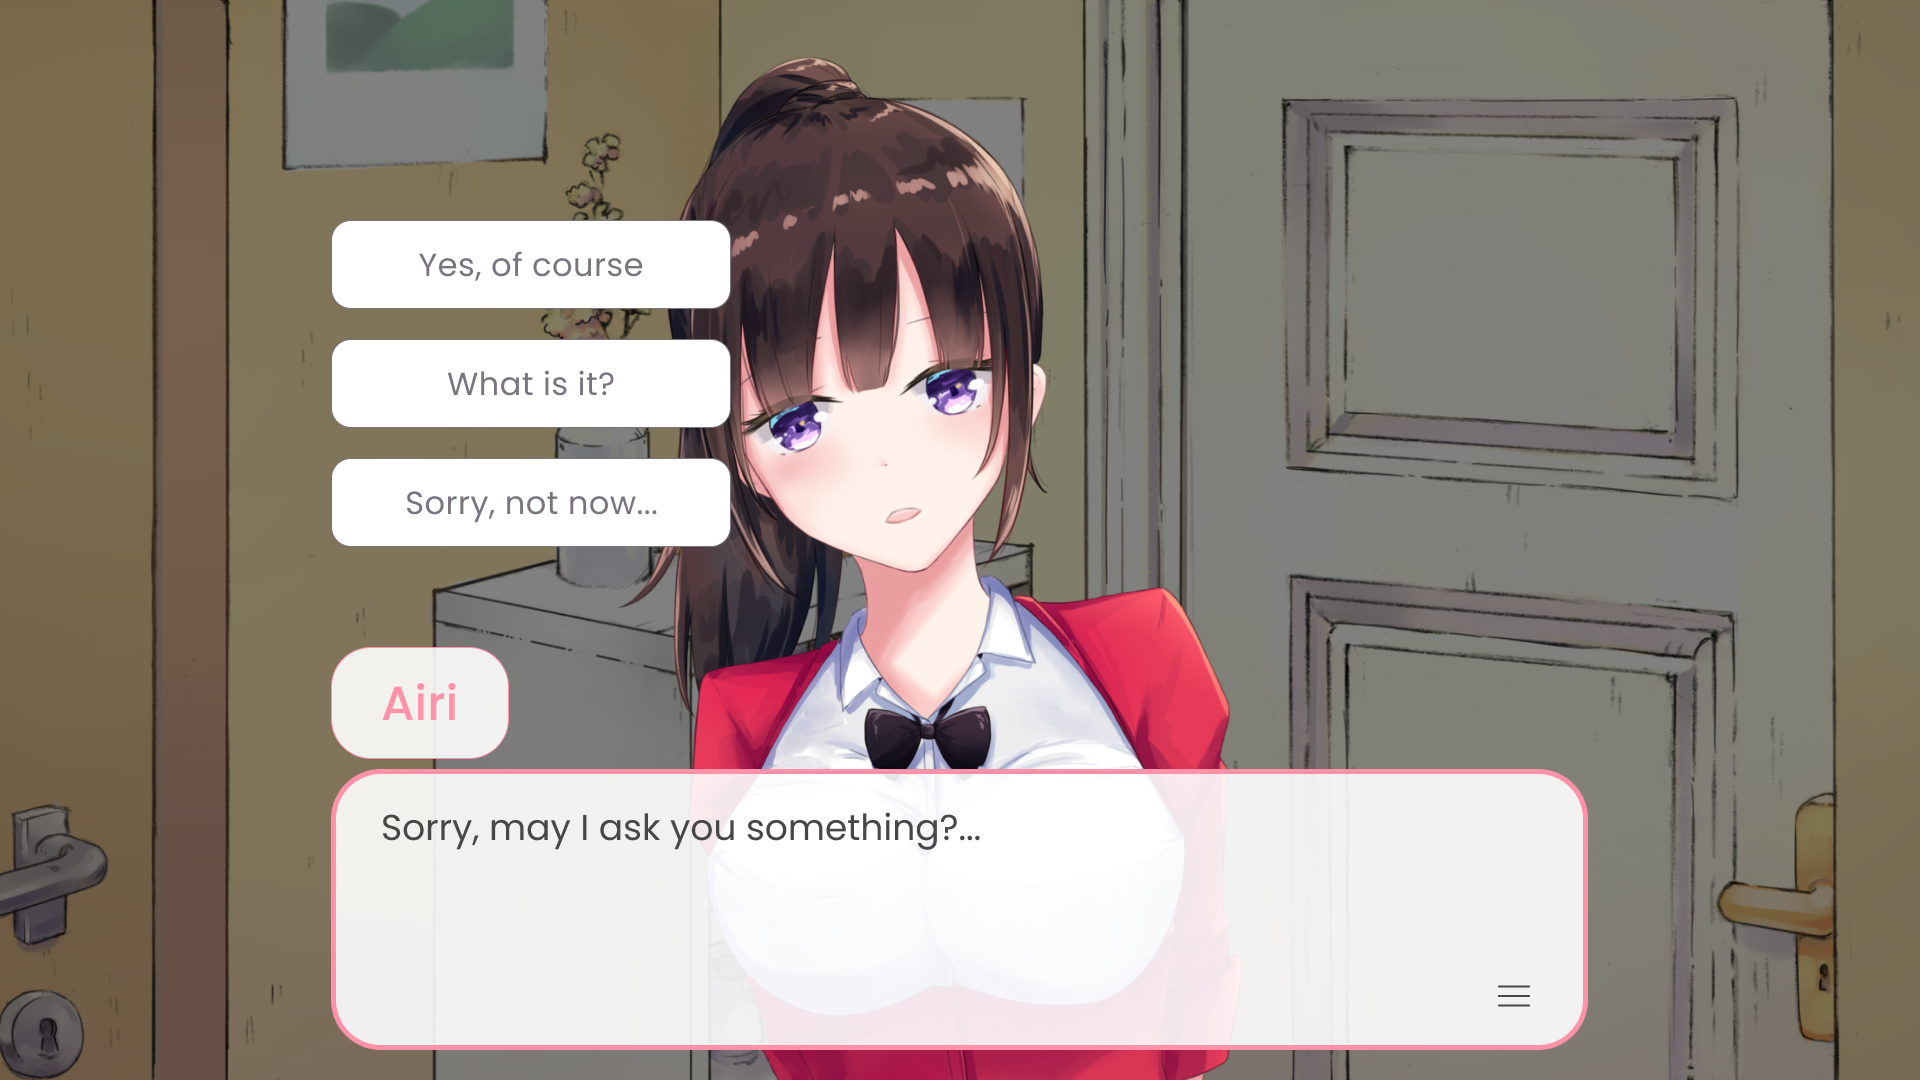 Yes, of course
What is it?
Sorry, not now...
Airi
Sorry, may I ask you something?...